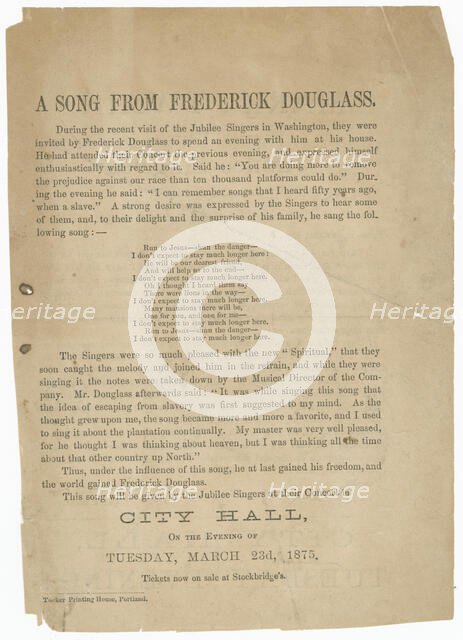 A SONG FROM FREDERICK DOUGLASS.
During the recent visit of the Jubilee Singers in Washington, they were
invited by Frederick Douglass to spend an evening with him at his house.
He had attended their concert the previous evening, and expressed himself
enthusiastically with regard to it. Said he: "You are doing more to remove
the prejudice against our race than ten thousand platforms could do." Dur-
ing the evening he said: "I can remember songs that I heard fifty years ago,
when a slave." A strong desire was expressed by the Singers to hear some
of them, and, to their delight and the surprise of his family, he sang the fol-
lowing song:—
Run to Jesus—shun the danger—
I don't expect to stay much longer here:
He will be our dearest friend,
And will help us to the end—
I don't expect to stay much longer here.
Oh! I thought I heard them say
There were lions in the way—
I don't expect to stay much longer here.
Many mansions there will be,
One for you, and one for me—
I don't expect to stay much longer here.
Run to Jesus—shun the danger—
I don't expect to stay much longer here.
The Singers were so much pleased with the new "Spiritual" that they
soon caught the melody and joined him in the refrain, and while they were
singing it the notes were taken down by the Musical Director of the Com-
pany. Mr. Douglass afterwards said: "It was while singing this song that
the idea of escaping from slavery was first suggested to my mind. As the
thought grew upon me, the song became more and more a favorite, and I used
to sing it about the plantation continually. My master was very well pleased,
for he thought I was thinking about heaven, but I was thinking all the time
about that other country up North."
Thus, under the influence of this song, he at last gained his freedom, and
the world gained Frederick Douglass.
This song will be given by the Jubilee Singers at their Concert in
CITY HALL,
ON THE EVENING OF
TUESDAY, MARCH 23d, 1875.
Tickets now on sale at Stockbridge's.
Tucker Printing House, Portland.
Heritage
Heritage
Heritage
Heritage
Heritage
Heritage